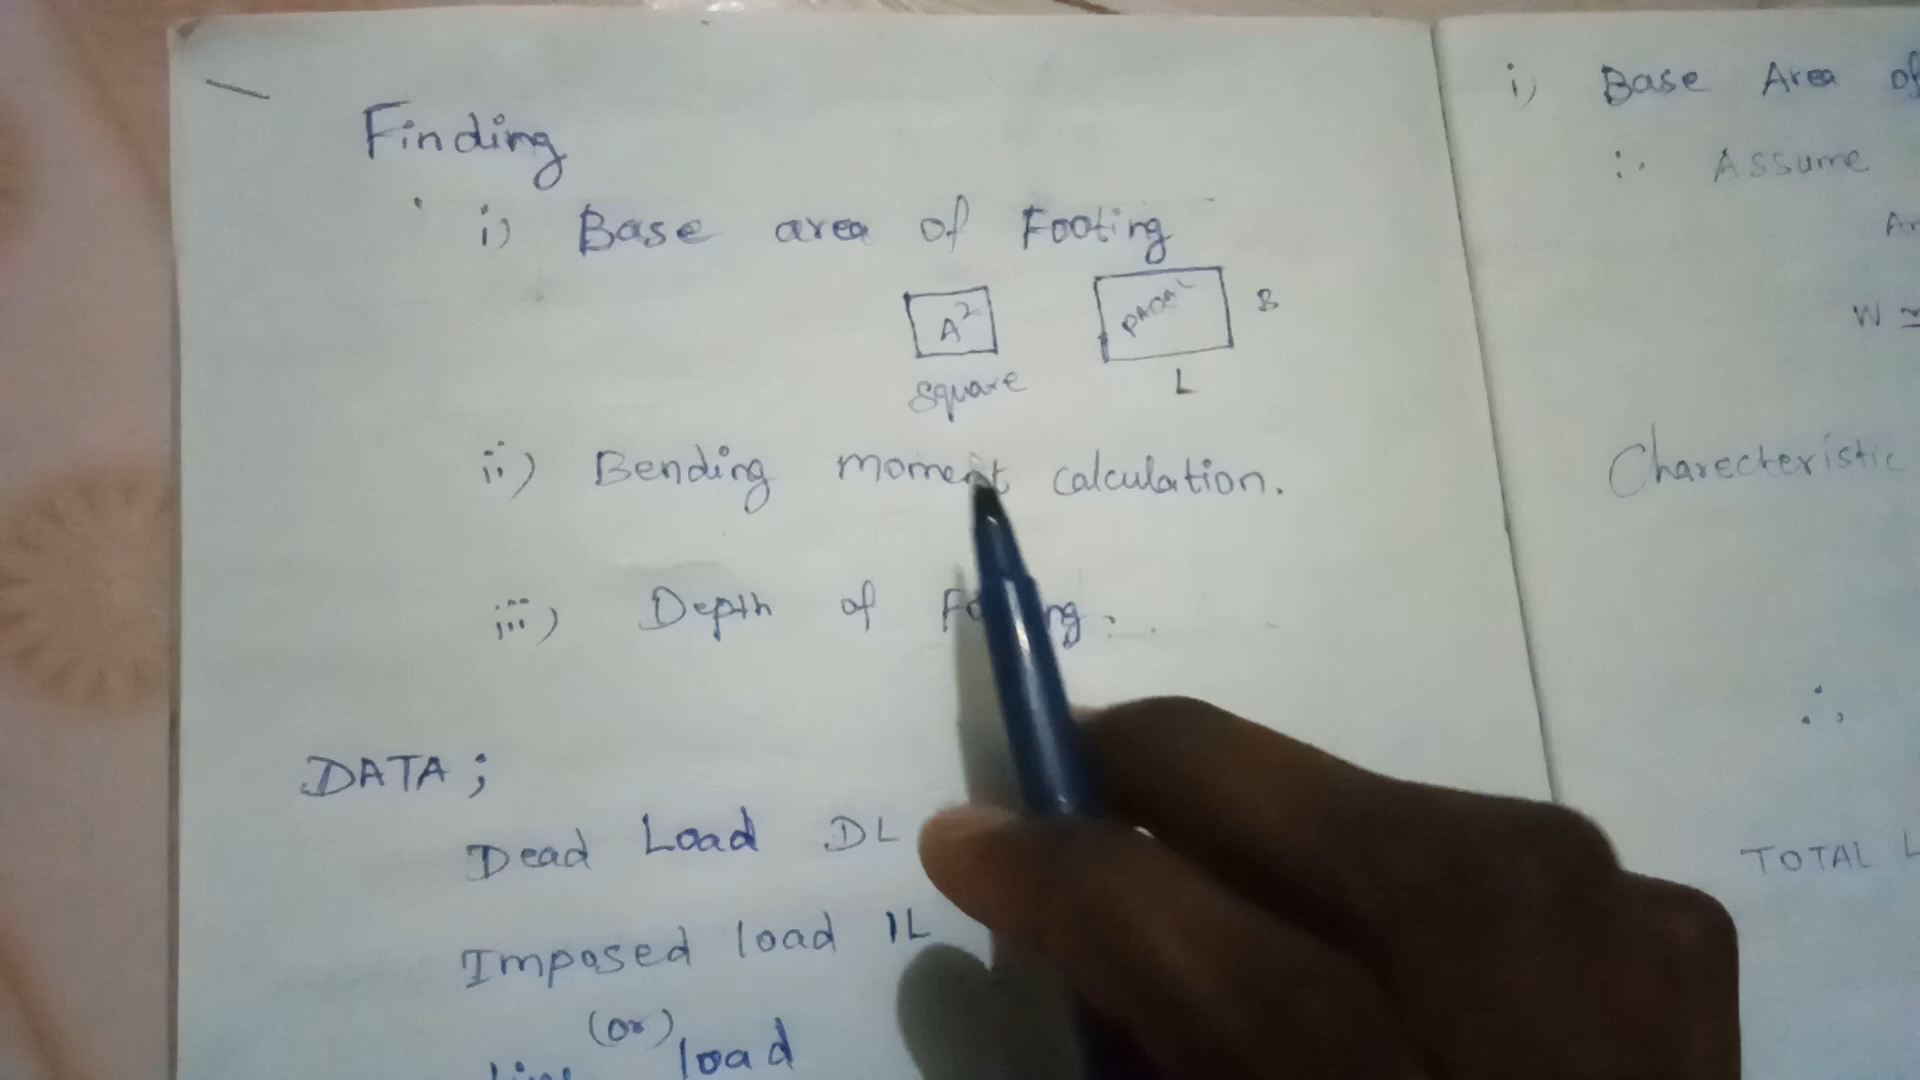 Finding
i) Base area of Footing
A²
B
square
L
ii) Bending moment calculation.
iii) Depth of
DATA ;
Dead Load DL
Imposed load IL
(or)
load
i) Base Area of
∴ Assume
W
Charecteristic
∴
TOTAL